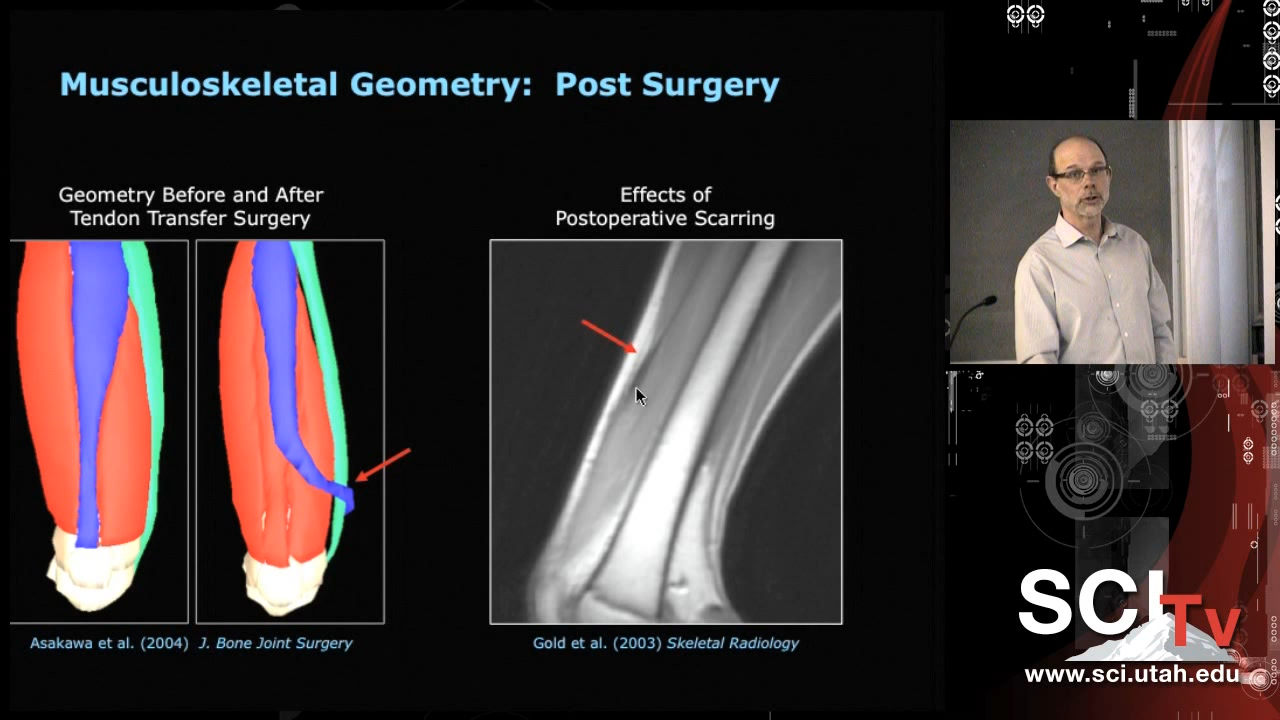 Musculoskeletal Geometry:  Post Surgery
Geometry Before and After
Tendon Transfer Surgery
Effects of
Postoperative Scarring
Asakawa et al. (2004)  J. Bone Joint Surgery
Gold et al. (2003) Skeletal Radiology
SCI
Tv
www.sci.utah.edu